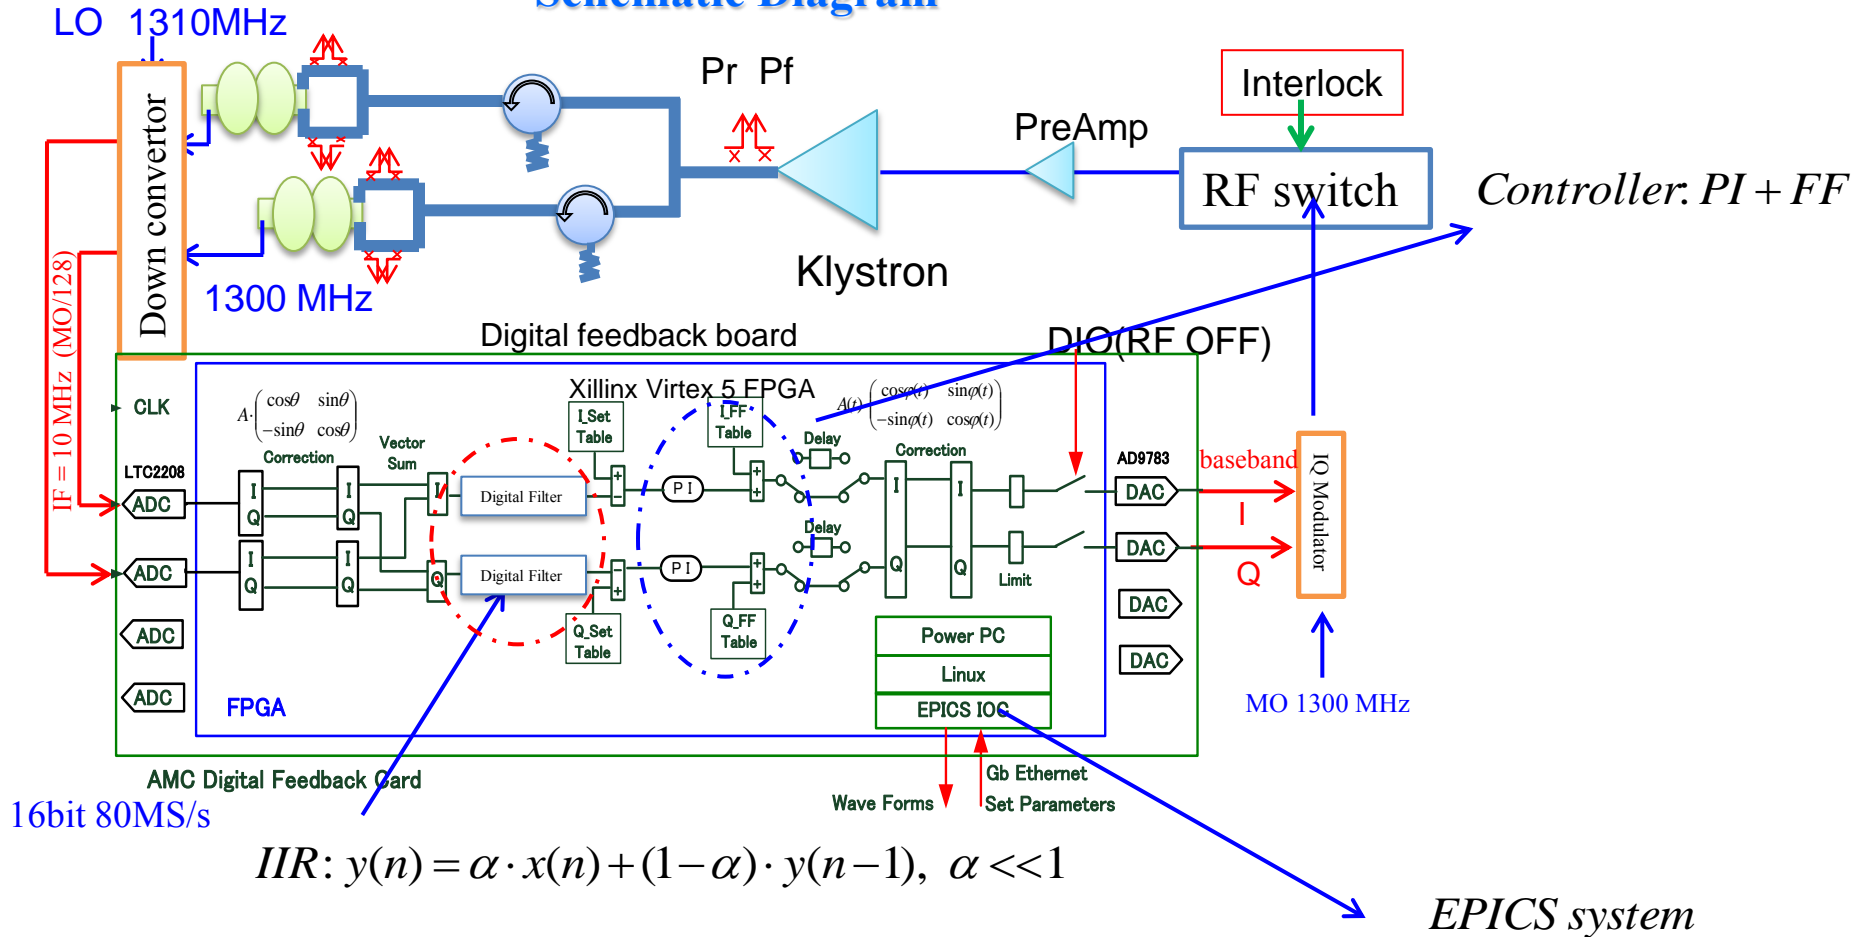 Schematic Diagram
LO 1310MHz
Pr Pf
Interlock
PreAmp
RF switch
Controller: PI + FF
Down convertor
Klystron
1300 MHz
IF = 10 MHz (MO/128)
Digital feedback board
DIO(RF OFF)
Xillinx Virtex 5 FPGA
CLK
A·( cosθ sinθ
−sinθ cosθ )
I_Set
Table
I_FF
Table
A(t)·( cosφ(t) sinφ(t)
−sinφ(t) cosφ(t) )
Correction
Vector
Sum
Delay
Correction
LTC2208
AD9783
baseband
IQ Modulator
ADC
I
I
I
Digital Filter
+
−
PI
+
+
I
I
DAC
Q
Q
I
Delay
ADC
I
I
Q
Digital Filter
−
+
PI
+
+
Q
Q
Limit
DAC
Q
Q
Q
Q_Set
Table
Q_FF
Table
DAC
ADC
Power PC
DAC
Linux
ADC
FPGA
EPICS IOC
MO 1300 MHz
AMC Digital Feedback Card
Gb Ethernet
Wave Forms
Set Parameters
16bit 80MS/s
IIR: y(n) = α · x(n) + (1−α) · y(n−1), α <<1
EPICS system